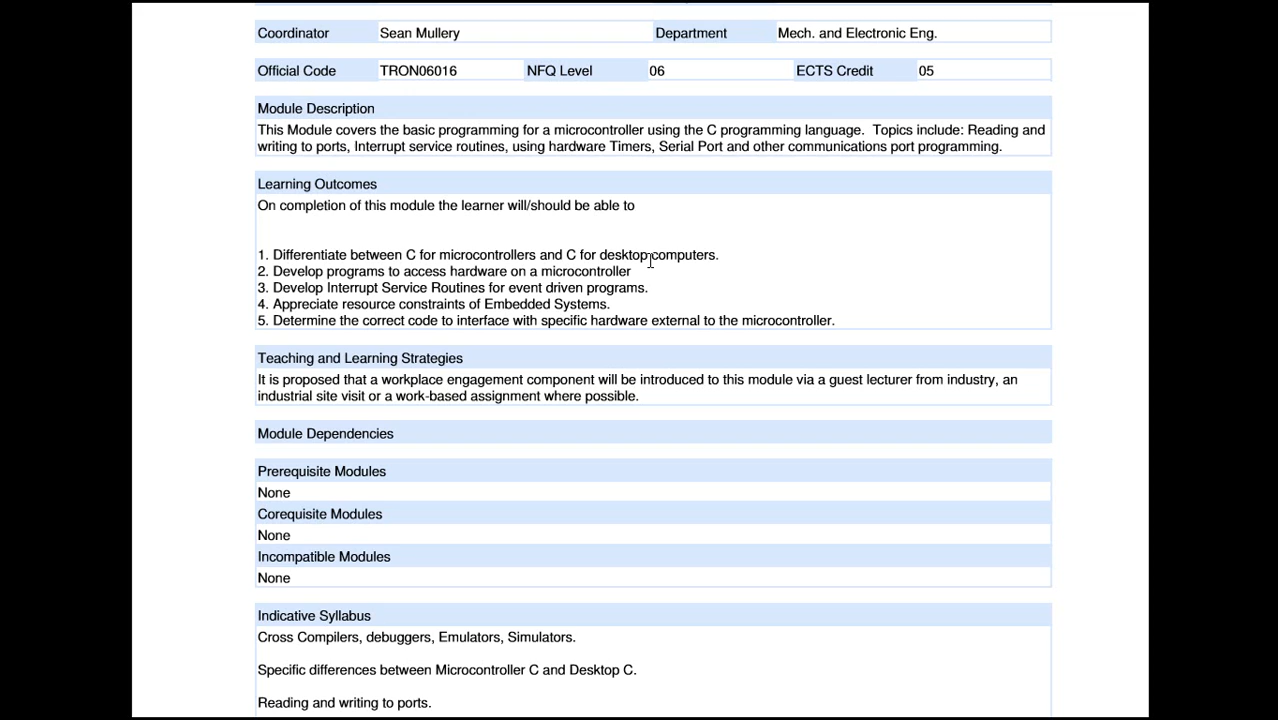 Coordinator Sean Mullery Department Mech. and Electronic Eng.
Official Code TRON06016 NFQ Level 06 ECTS Credit 05
Module Description
This Module covers the basic programming for a microcontroller using the C programming language.  Topics include: Reading and
writing to ports, Interrupt service routines, using hardware Timers, Serial Port and other communications port programming.
Learning Outcomes
On completion of this module the learner will/should be able to
1. Differentiate between C for microcontrollers and C for desktop computers.
2. Develop programs to access hardware on a microcontroller
3. Develop Interrupt Service Routines for event driven programs.
4. Appreciate resource constraints of Embedded Systems.
5. Determine the correct code to interface with specific hardware external to the microcontroller.
Teaching and Learning Strategies
It is proposed that a workplace engagement component will be introduced to this module via a guest lecturer from industry, an
industrial site visit or a work-based assignment where possible.
Module Dependencies
Prerequisite Modules
None
Corequisite Modules
None
Incompatible Modules
None
Indicative Syllabus
Cross Compilers, debuggers, Emulators, Simulators.
Specific differences between Microcontroller C and Desktop C.
Reading and writing to ports.